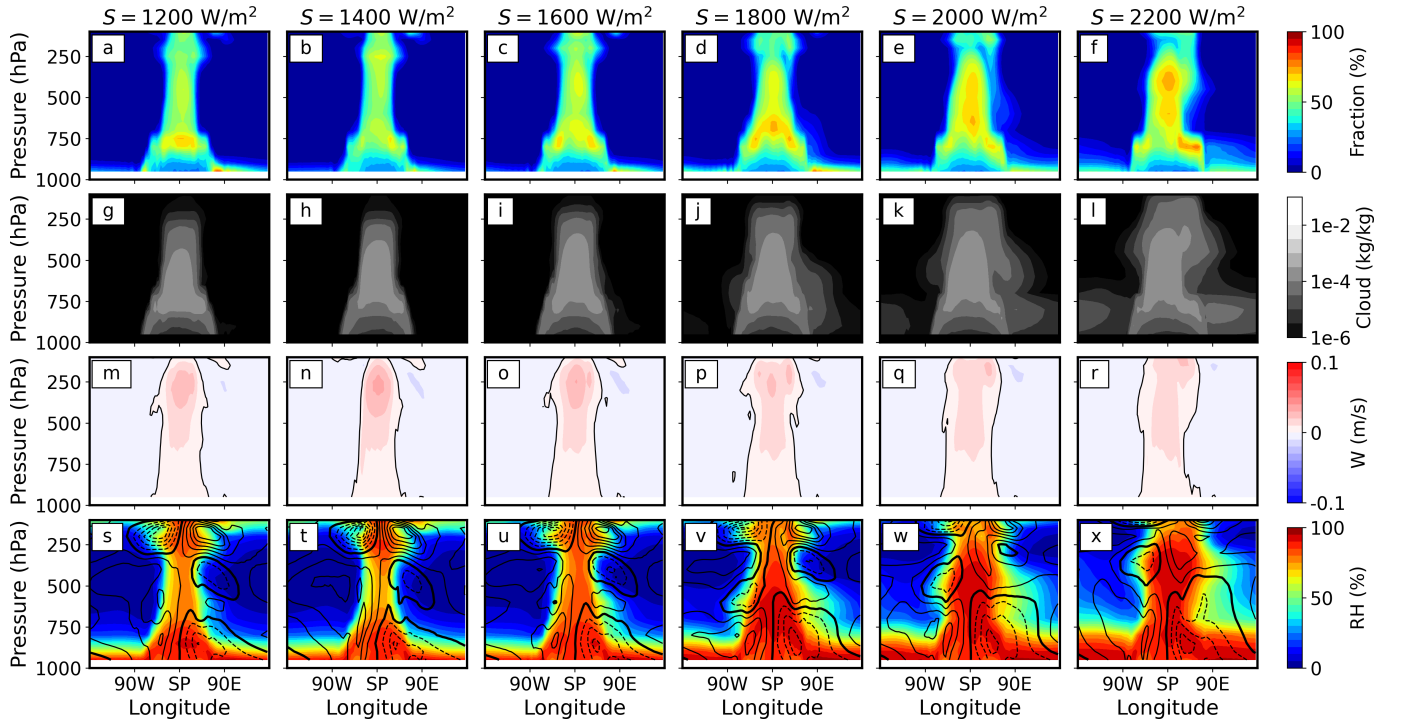 S = 1200 W/m² S = 1400 W/m² S = 1600 W/m² S = 1800 W/m² S = 2000 W/m² S = 2200 W/m²
Pressure (hPa)
250
500
750
1000
a b c d e f
100
50
0
Fraction (%)
Pressure (hPa)
250
500
750
1000
g h i j k l
1e-2
1e-4
1e-6
Cloud (kg/kg)
Pressure (hPa)
250
500
750
1000
m n o p q r
0.1
0
-0.1
W (m/s)
Pressure (hPa)
250
500
750
1000
s t u v w x
100
50
0
RH (%)
90W SP 90E 90W SP 90E 90W SP 90E 90W SP 90E 90W SP 90E 90W SP 90E
Longitude Longitude Longitude Longitude Longitude Longitude